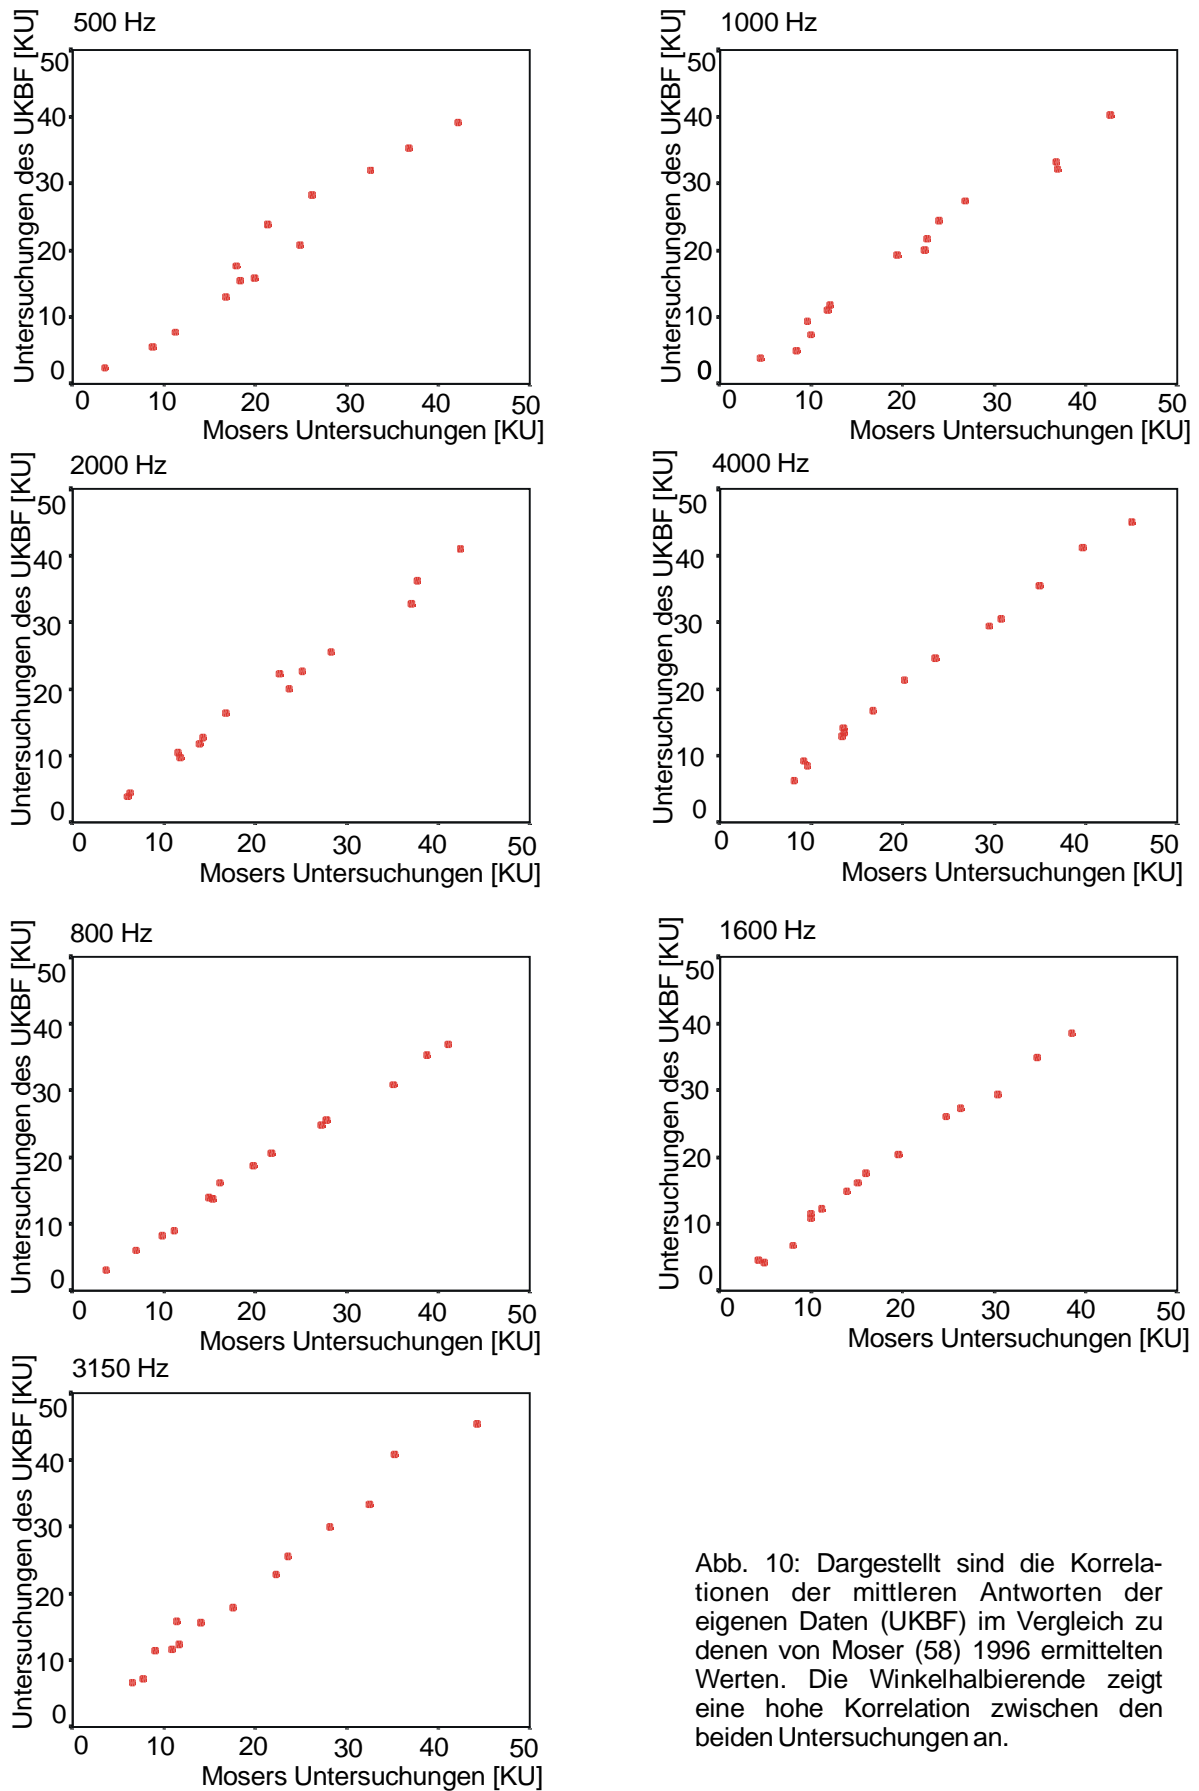 500 Hz
Untersuchungen des UKBF [KU]
50
40
30
20
10
0
0 10 20 30 40 50
Mosers Untersuchungen [KU]
1000 Hz
Untersuchungen des UKBF [KU]
50
40
30
20
10
0
0 10 20 30 40 50
Mosers Untersuchungen [KU]
2000 Hz
Untersuchungen des UKBF [KU]
50
40
30
20
10
0
0 10 20 30 40 50
Mosers Untersuchungen [KU]
4000 Hz
Untersuchungen des UKBF [KU]
50
40
30
20
10
0
0 10 20 30 40 50
Mosers Untersuchungen [KU]
800 Hz
Untersuchungen des UKBF [KU]
50
40
30
20
10
0
0 10 20 30 40 50
Mosers Untersuchungen [KU]
1600 Hz
Untersuchungen des UKBF [KU]
50
40
30
20
10
0
0 10 20 30 40 50
Mosers Untersuchungen [KU]
3150 Hz
Untersuchungen des UKBF [KU]
50
40
30
20
10
0
0 10 20 30 40 50
Mosers Untersuchungen [KU]
Abb. 10: Dargestellt sind die Korrela-
tionen der mittleren Antworten der
eigenen Daten (UKBF) im Vergleich zu
denen von Moser (58) 1996 ermittelten
Werten. Die Winkelhalbierende zeigt
eine hohe Korrelation zwischen den
beiden Untersuchungen an.